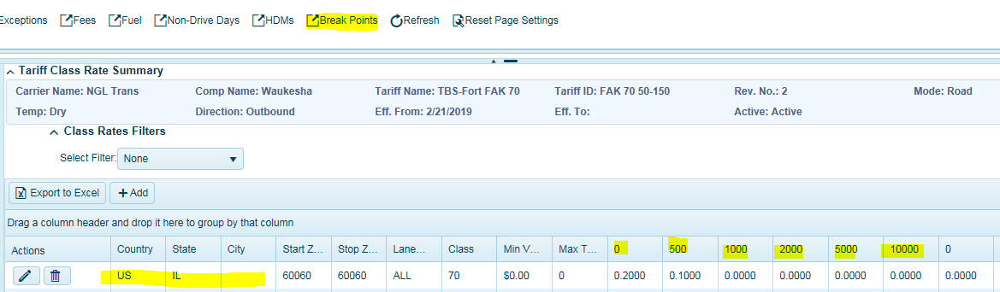 Exceptions Fees Fuel Non-Drive Days HDMs Break Points Refresh Reset Page Settings
Tariff Class Rate Summary
Carrier Name: NGL Trans Comp Name: Waukesha Tariff Name: TBS-Fort FAK 70 Tariff ID: FAK 70 50-150 Rev. No.: 2 Mode: Road
Temp: Dry Direction: Outbound Eff. From: 2/21/2019 Eff. To: Active: Active
Class Rates Filters
Select Filter: None
Export to Excel + Add
Drag a column header and drop it here to group by that column
Actions Country State City Start Z... Stop Z... Lane... Class Min V... Max T... 0 500 1000 2000 5000 10000 0
US IL 60060 60060 ALL 70 $0.00 0 0.2000 0.1000 0.0000 0.0000 0.0000 0.0000 0.0000